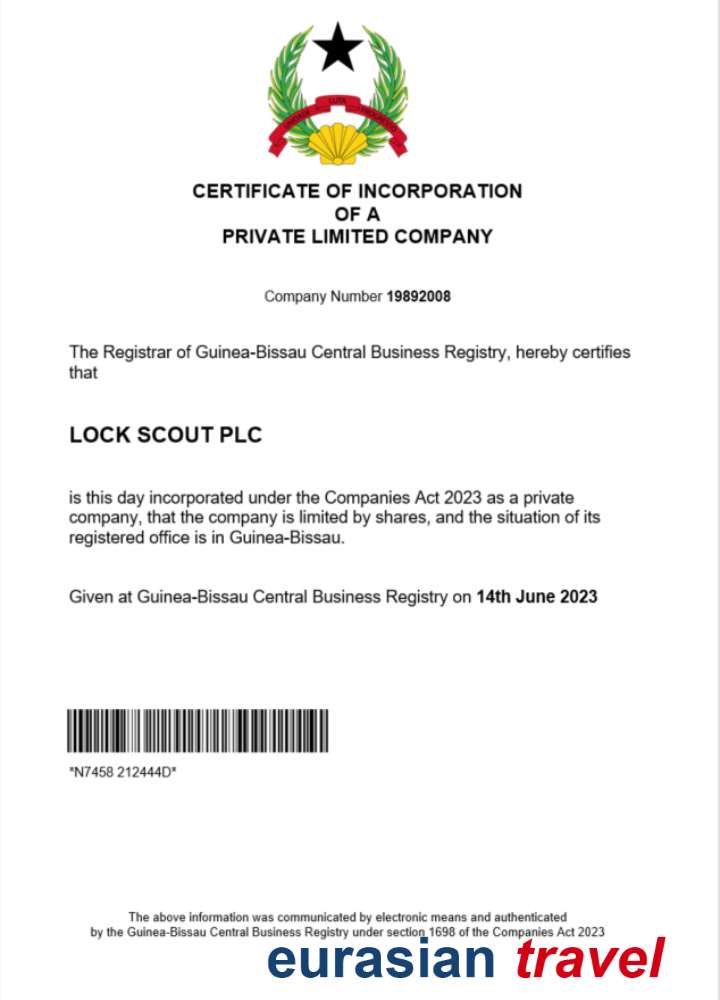 UNIDADE LUTA PROGRESSO
CERTIFICATE OF INCORPORATION
OF A
PRIVATE LIMITED COMPANY
Company Number 19892008
The Registrar of Guinea-Bissau Central Business Registry, hereby certifies
that
LOCK SCOUT PLC
is this day incorporated under the Companies Act 2023 as a private
company, that the company is limited by shares, and the situation of its
registered office is in Guinea-Bissau.
Given at Guinea-Bissau Central Business Registry on 14th June 2023
*N7458 212444D*
The above information was communicated by electronic means and authenticated
by the Guinea-Bissau Central Business Registry under section 1698 of the Companies Act 2023
eurasian travel